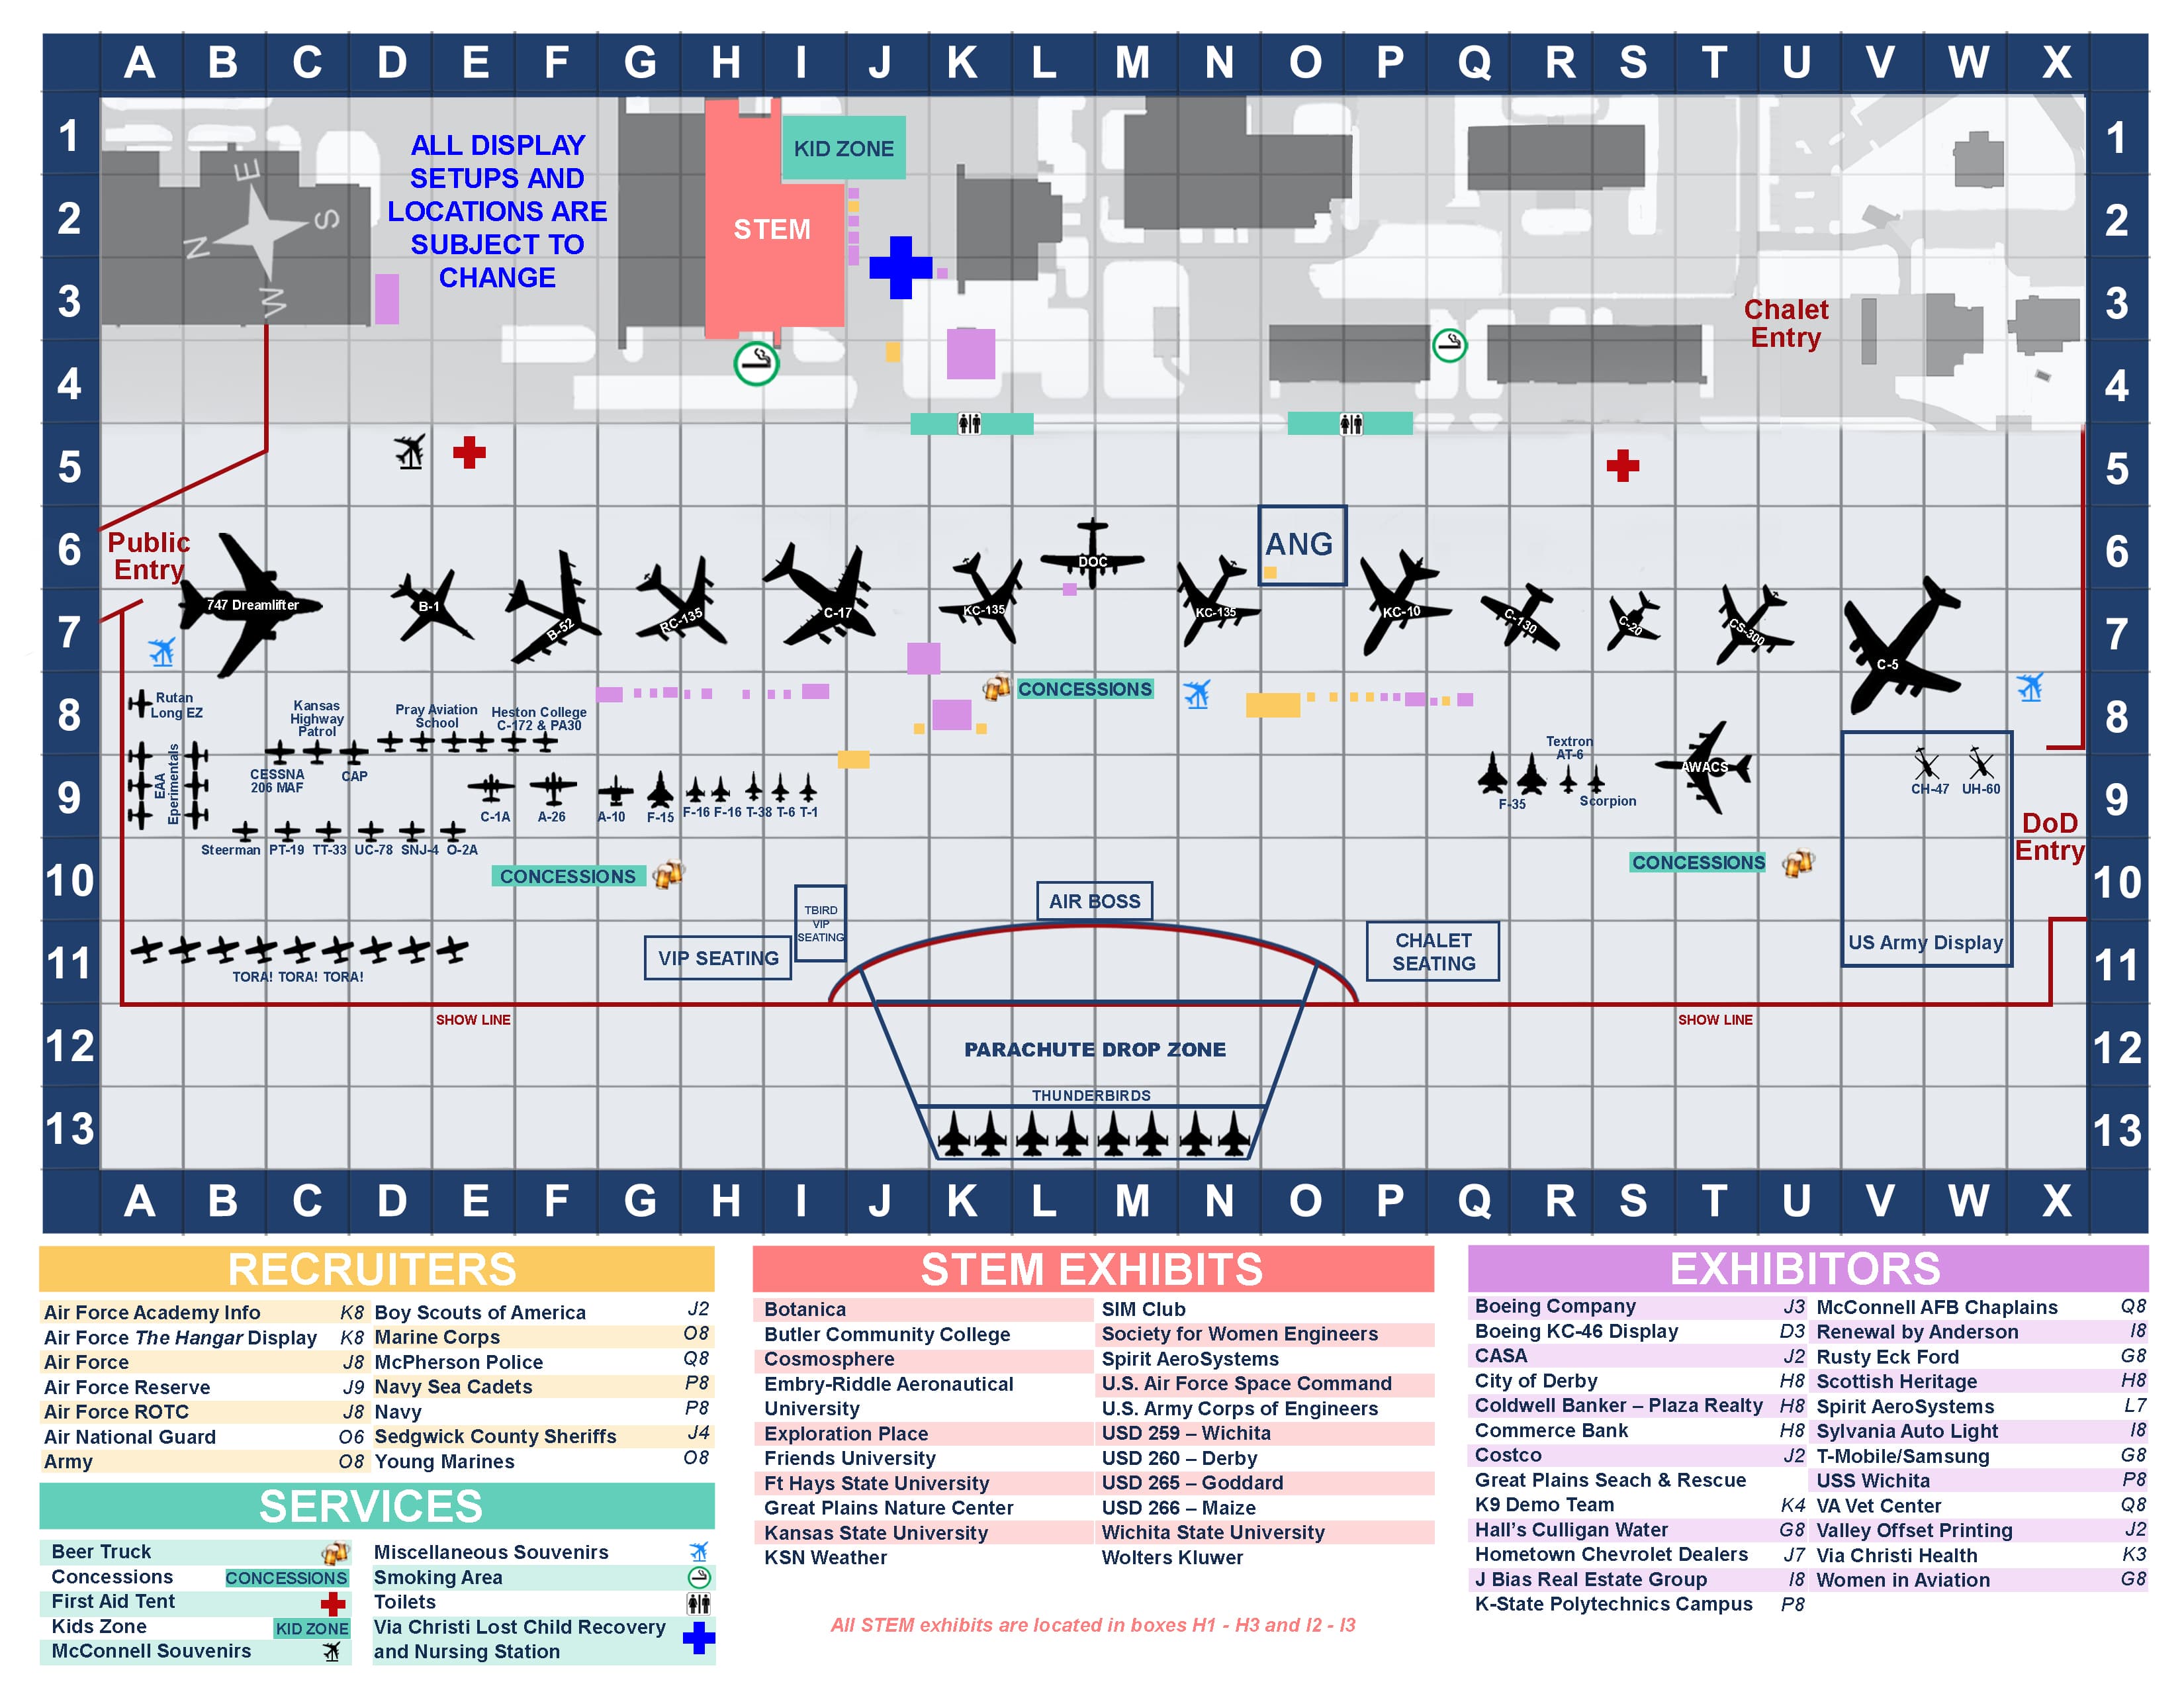 A B C D E F G H I J K L M N O P Q R S T U V W X
1 1
ALL DISPLAY
SETUPS AND
LOCATIONS ARE
SUBJECT TO
CHANGE
KID ZONE
E
S
N
W
2 2
STEM
3 3
Chalet
Entry
4 4
5 5
6 6
Public
Entry
DOC
ANG
7 7
747 Dreamlifter
B-1
B-52
RC-135
C-17
KC-135
KC-135
KC-10
C-130
C-20
CS-300
C-5
8 8
Rutan
Long EZ
Kansas
Highway
Patrol
Pray Aviation
School
Heston College
C-172 & PA30
CONCESSIONS
9 9
EAA
Eperimentals
CESSNA
206 MAF
CAP
C-1A
A-26
A-10
F-15
F-16
F-16
T-38
T-6
T-1
Textron
AT-6
F-35
Scorpion
AWACS
CH-47
UH-60
DoD
Entry
Steerman
PT-19
TT-33
UC-78
SNJ-4
O-2A
10 10
CONCESSIONS
CONCESSIONS
TBIRD
VIP
SEATING
AIR BOSS
11 11
TORA! TORA! TORA!
VIP SEATING
CHALET
SEATING
US Army Display
SHOW LINE
SHOW LINE
12 12
PARACHUTE DROP ZONE
THUNDERBIRDS
13 13
A B C D E F G H I J K L M N O P Q R S T U V W X
RECRUITERS
Air Force Academy Info K8
Air Force The Hangar Display K8
Air Force J8
Air Force Reserve J9
Air Force ROTC J8
Air National Guard O6
Army O8
Boy Scouts of America J2
Marine Corps O8
McPherson Police Q8
Navy Sea Cadets P8
Navy P8
Sedgwick County Sheriffs J4
Young Marines O8
SERVICES
Beer Truck
Concessions CONCESSIONS
First Aid Tent
Kids Zone KID ZONE
McConnell Souvenirs
Miscellaneous Souvenirs
Smoking Area
Toilets
Via Christi Lost Child Recovery
and Nursing Station
STEM EXHIBITS
Botanica
Butler Community College
Cosmosphere
Embry-Riddle Aeronautical
University
Exploration Place
Friends University
Ft Hays State University
Great Plains Nature Center
Kansas State University
KSN Weather
SIM Club
Society for Women Engineers
Spirit AeroSystems
U.S. Air Force Space Command
U.S. Army Corps of Engineers
USD 259 – Wichita
USD 260 – Derby
USD 265 – Goddard
USD 266 – Maize
Wichita State University
Wolters Kluwer
All STEM exhibits are located in boxes H1 - H3 and I2 - I3
EXHIBITORS
Boeing Company J3
Boeing KC-46 Display D3
CASA J2
City of Derby H8
Coldwell Banker – Plaza Realty H8
Commerce Bank H8
Costco J2
Great Plains Seach & Rescue
K9 Demo Team K4
Hall's Culligan Water G8
Hometown Chevrolet Dealers J7
J Bias Real Estate Group I8
K-State Polytechnics Campus P8
McConnell AFB Chaplains Q8
Renewal by Anderson I8
Rusty Eck Ford G8
Scottish Heritage H8
Spirit AeroSystems L7
Sylvania Auto Light I8
T-Mobile/Samsung G8
USS Wichita P8
VA Vet Center Q8
Valley Offset Printing J2
Via Christi Health K3
Women in Aviation G8